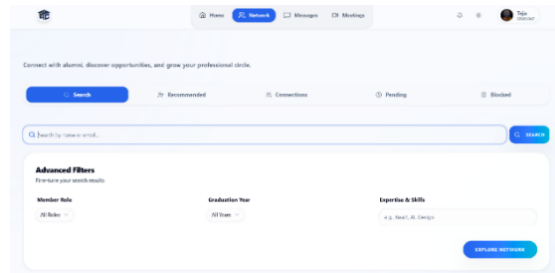 Home Network Messages Meetings
Teja
Connect with alumni, discover opportunities, and grow your professional circle.
Search Recommended Connections Pending Blocked
Search by name or email...
SEARCH
Advanced Filters
Fine-tune your search results
Member Role Graduation Year Expertise & Skills
All Roles All Years e.g. React, AI, Design
EXPLORE NETWORK